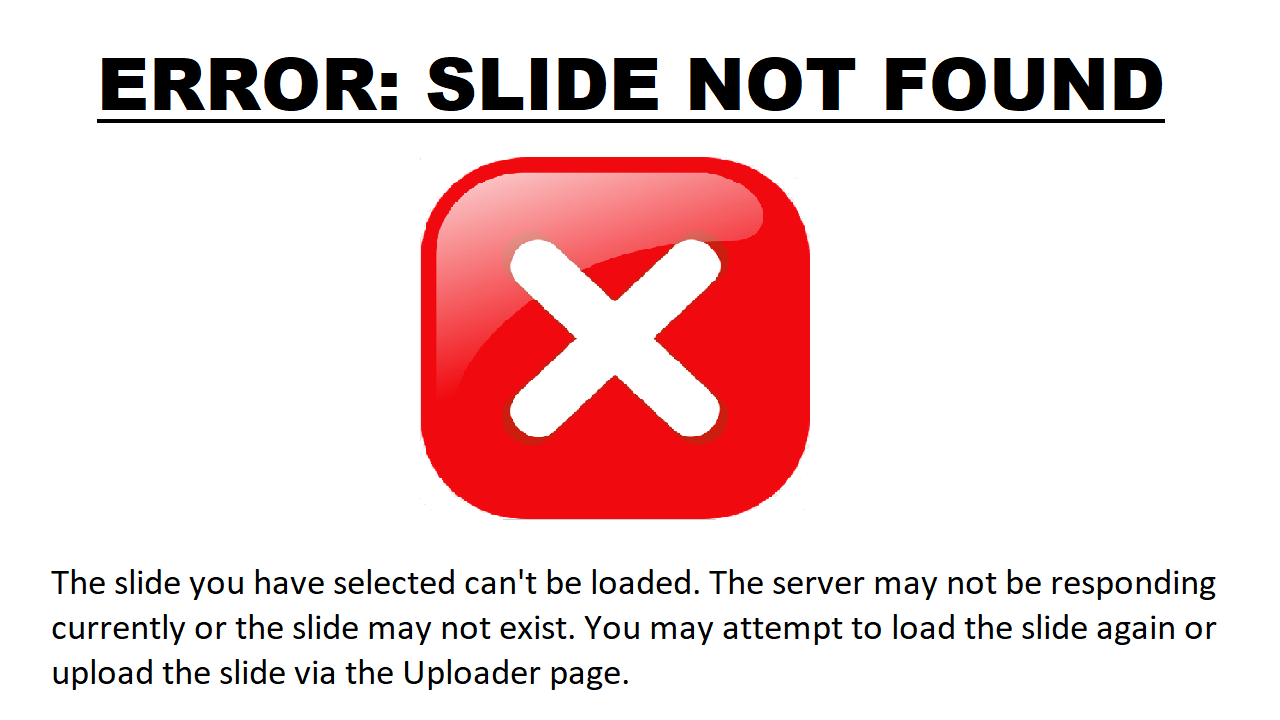 ERROR: SLIDE NOT FOUND
The slide you have selected can't be loaded. The server may not be responding
currently or the slide may not exist. You may attempt to load the slide again or
upload the slide via the Uploader page.